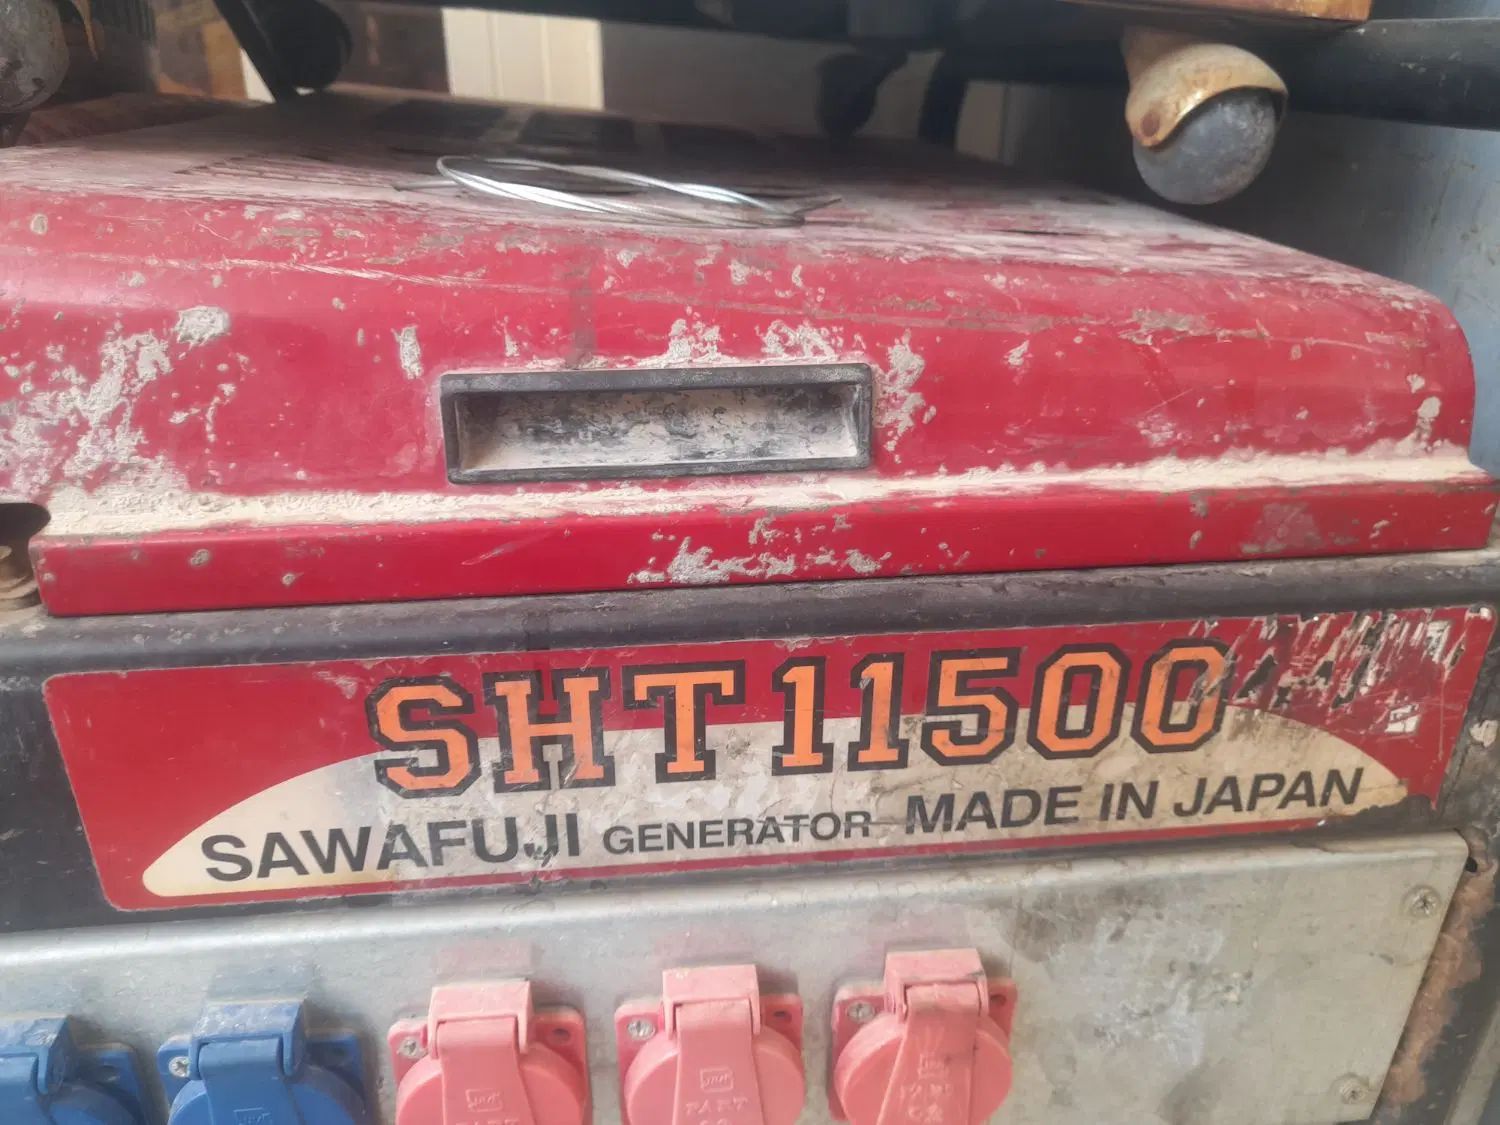 SHT11500
SAWAFUJI GENERATOR MADE IN JAPAN